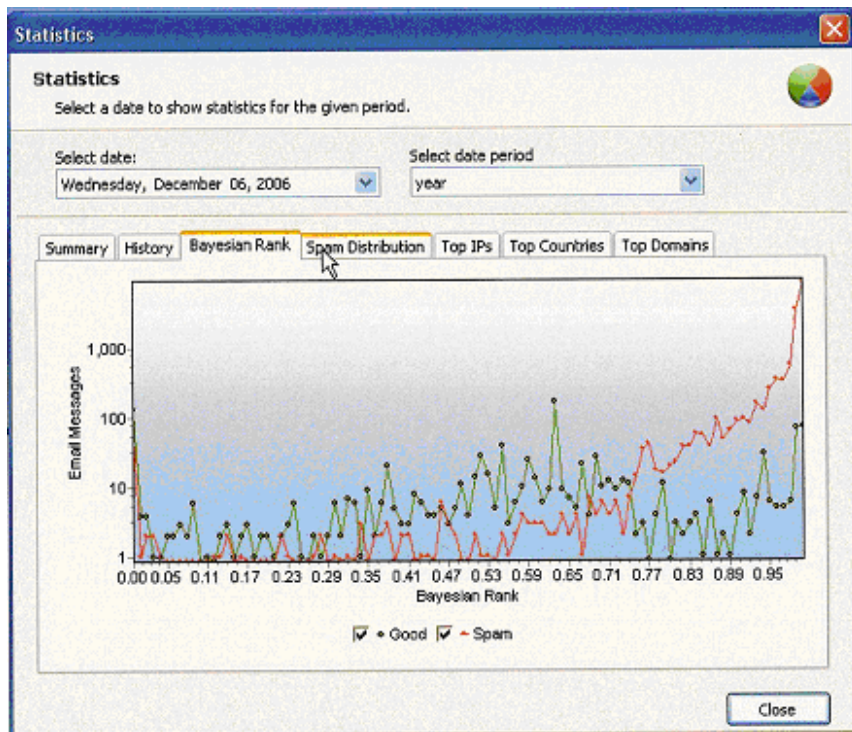 Statistics
Statistics
Select a date to show statistics for the given period.
Select date:
Select date period
Wednesday, December 06, 2006
year
Summary History Bayesian Rank Spam Distribution Top IPs Top Countries Top Domains
1,000
100
10
1
Email Messages
0.00 0.05 0.11 0.17 0.23 0.29 0.35 0.41 0.47 0.53 0.59 0.65 0.71 0.77 0.83 0.89 0.95
Bayesian Rank
Good Spam
Close